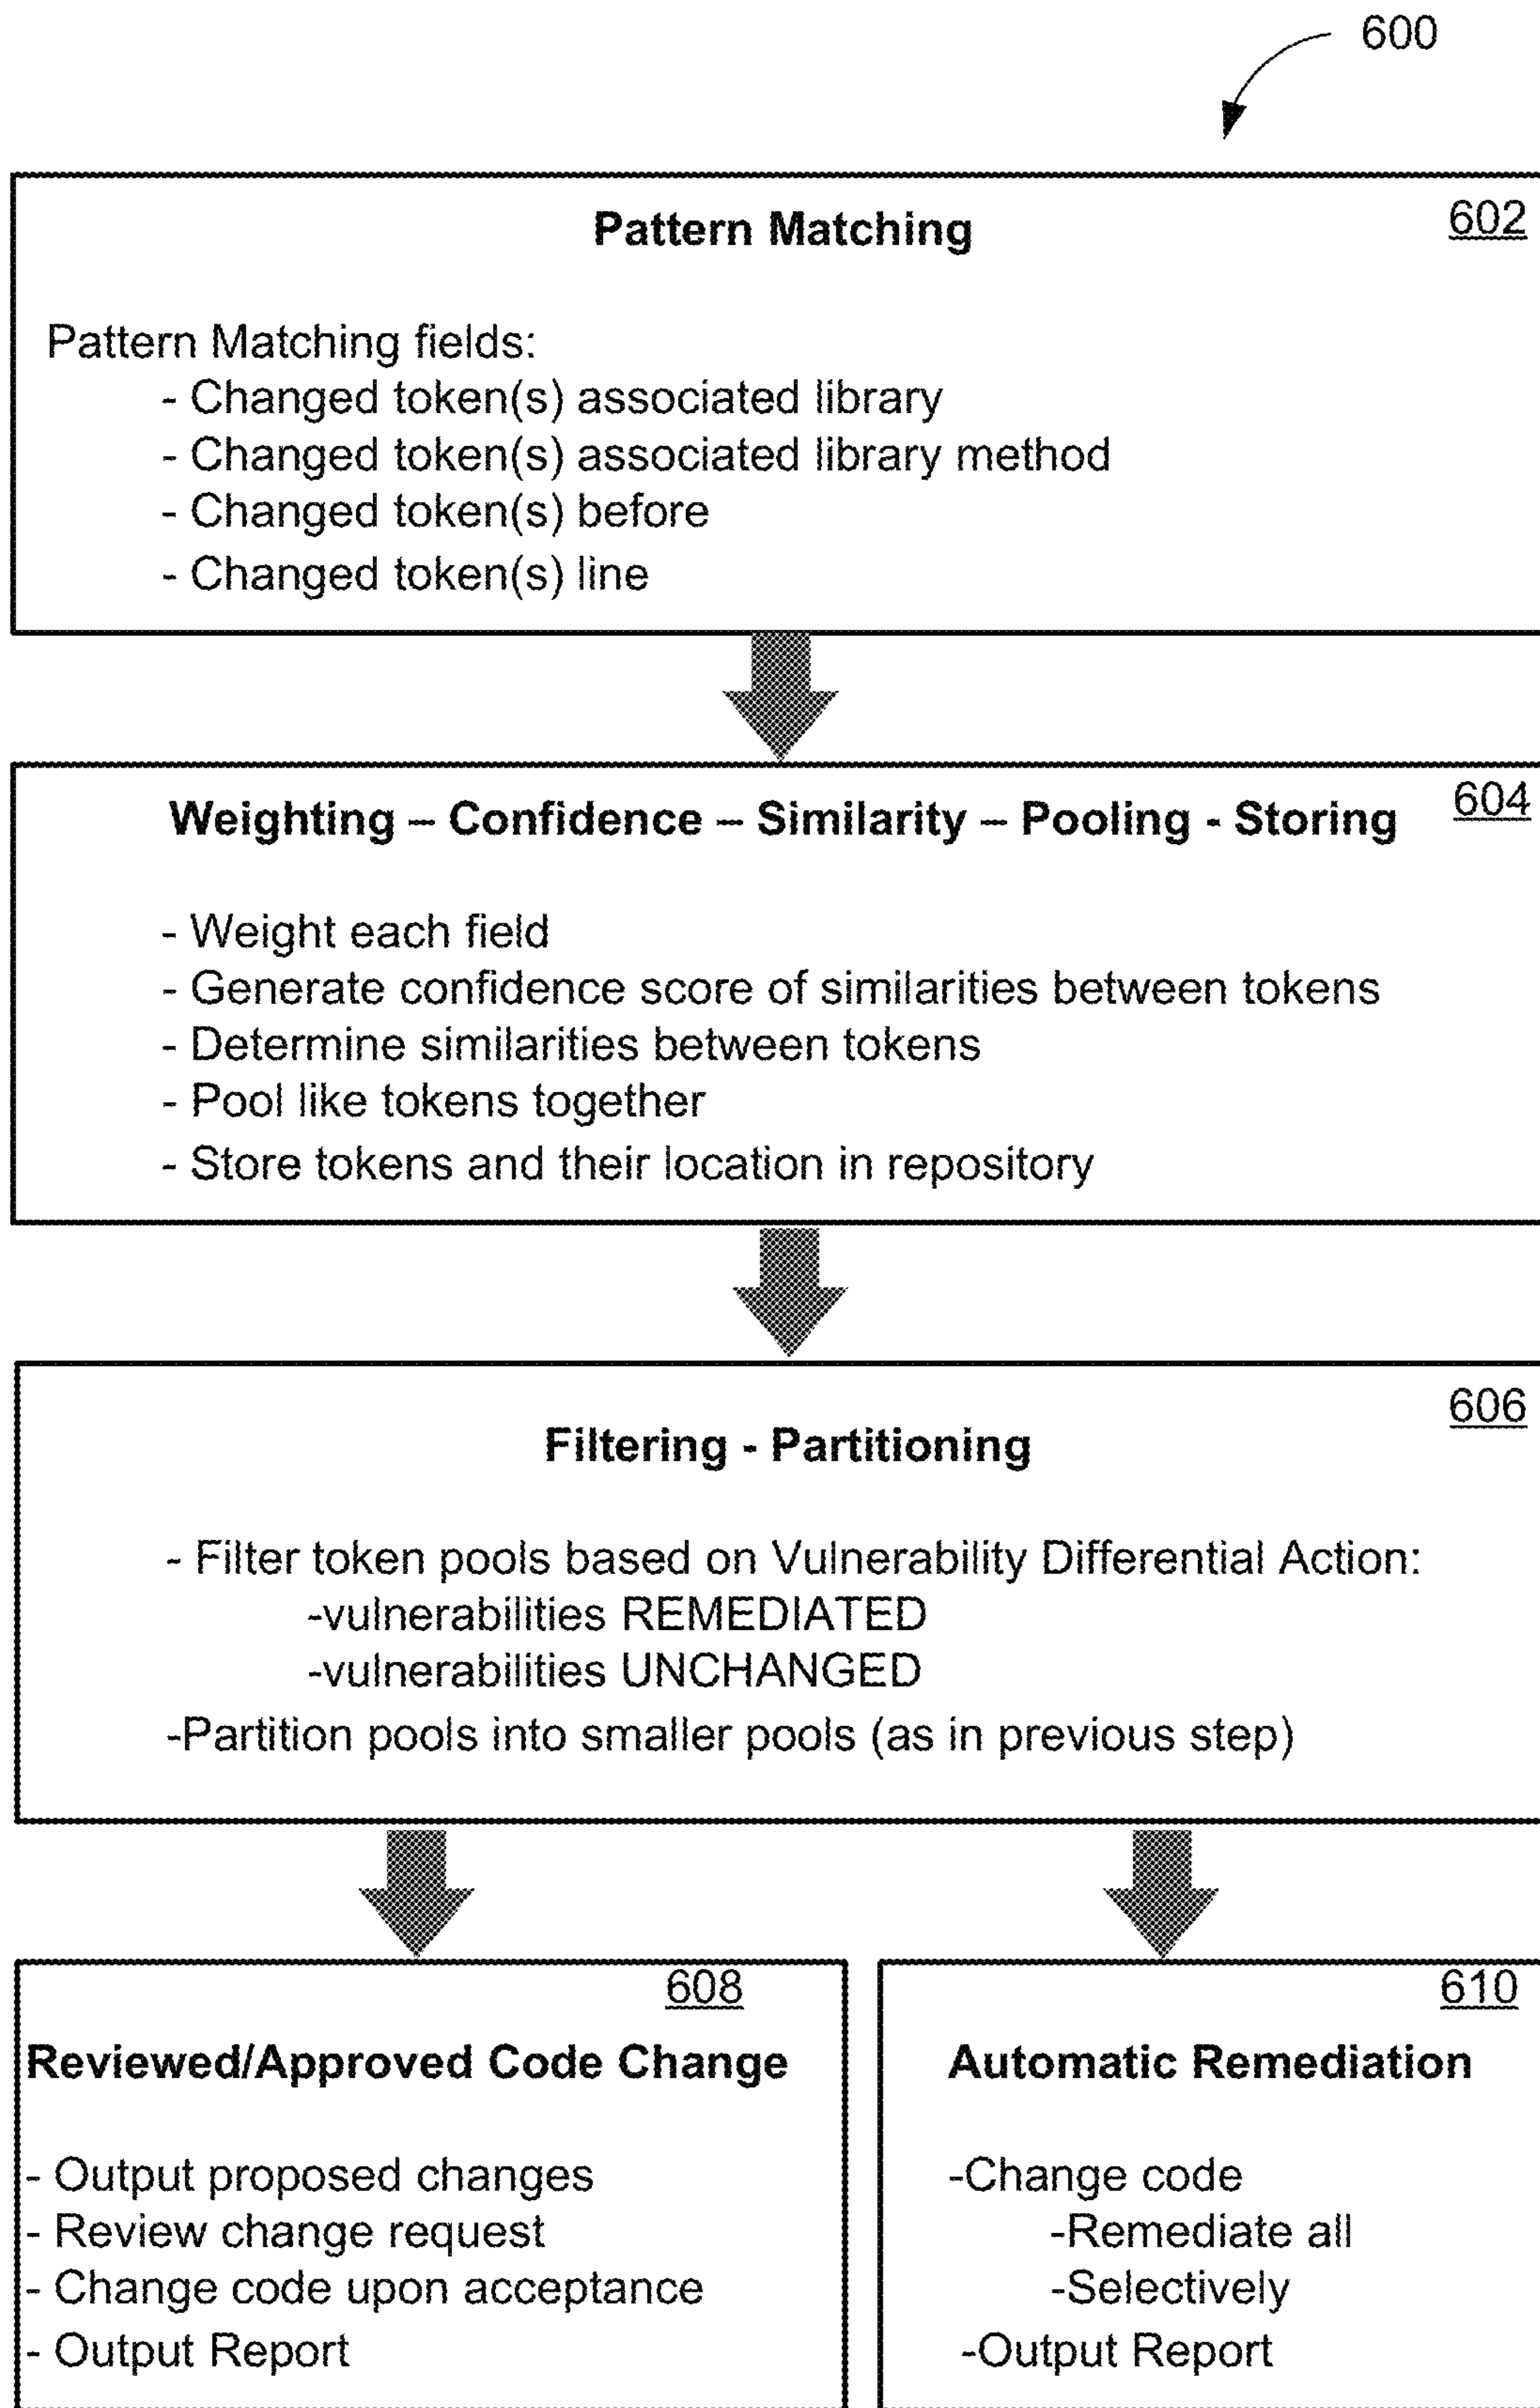 600
Pattern Matching
602
Pattern Matching fields:
- Changed token(s) associated library
- Changed token(s) associated library method
- Changed token(s) before
- Changed token(s) line
Weighting – Confidence – Similarity – Pooling - Storing
604
- Weight each field
- Generate confidence score of similarities between tokens
- Determine similarities between tokens
- Pool like tokens together
- Store tokens and their location in repository
606
Filtering - Partitioning
- Filter token pools based on Vulnerability Differential Action:
-vulnerabilities REMEDIATED
-vulnerabilities UNCHANGED
-Partition pools into smaller pools (as in previous step)
608
Reviewed/Approved Code Change
- Output proposed changes
- Review change request
- Change code upon acceptance
- Output Report
610
Automatic Remediation
-Change code
-Remediate all
-Selectively
-Output Report